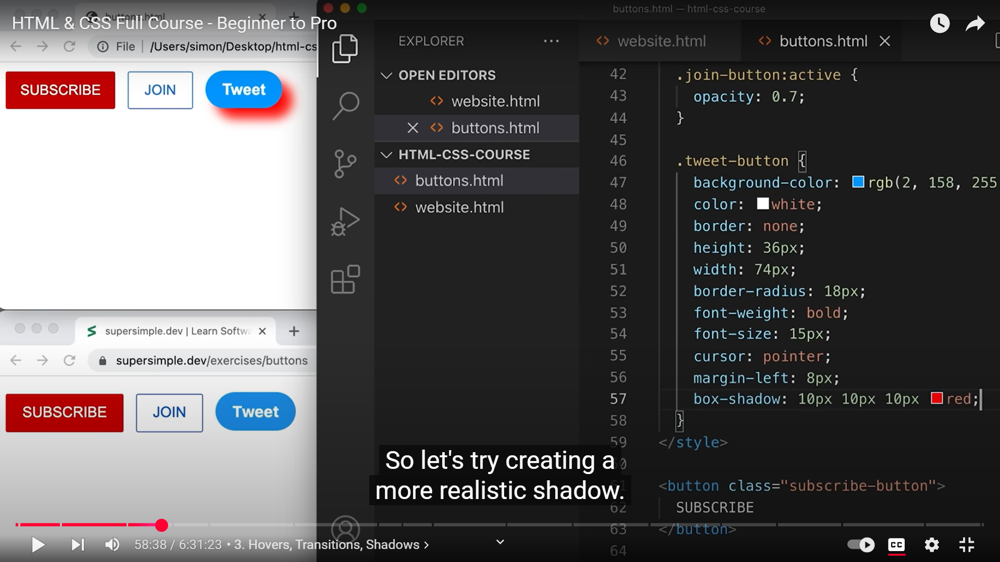 HTML & CSS Full Course - Beginner to Pro
buttons.html
File /Users/simon/Desktop/html-cs
SUBSCRIBE JOIN Tweet
supersimple.dev | Learn Softw
supersimple.dev/exercises/buttons
SUBSCRIBE JOIN Tweet
buttons.html — html-css-course
EXPLORER
OPEN EDITORS
website.html
buttons.html
HTML-CSS-COURSE
buttons.html
website.html
website.html buttons.html
42 .join-button:active {
43 opacity: 0.7;
44 }
45
46 .tweet-button {
47 background-color: rgb(2, 158, 255
48 color: white;
49 border: none;
50 height: 36px;
51 width: 74px;
52 border-radius: 18px;
53 font-weight: bold;
54 font-size: 15px;
55 cursor: pointer;
56 margin-left: 8px;
57 box-shadow: 10px 10px 10px red;
58 }
59 </style>
60
61 <button class="subscribe-button">
62 SUBSCRIBE
63 </button>
64
So let's try creating a
more realistic shadow.
58:38 / 6:31:23 • 3. Hovers, Transitions, Shadows
CC